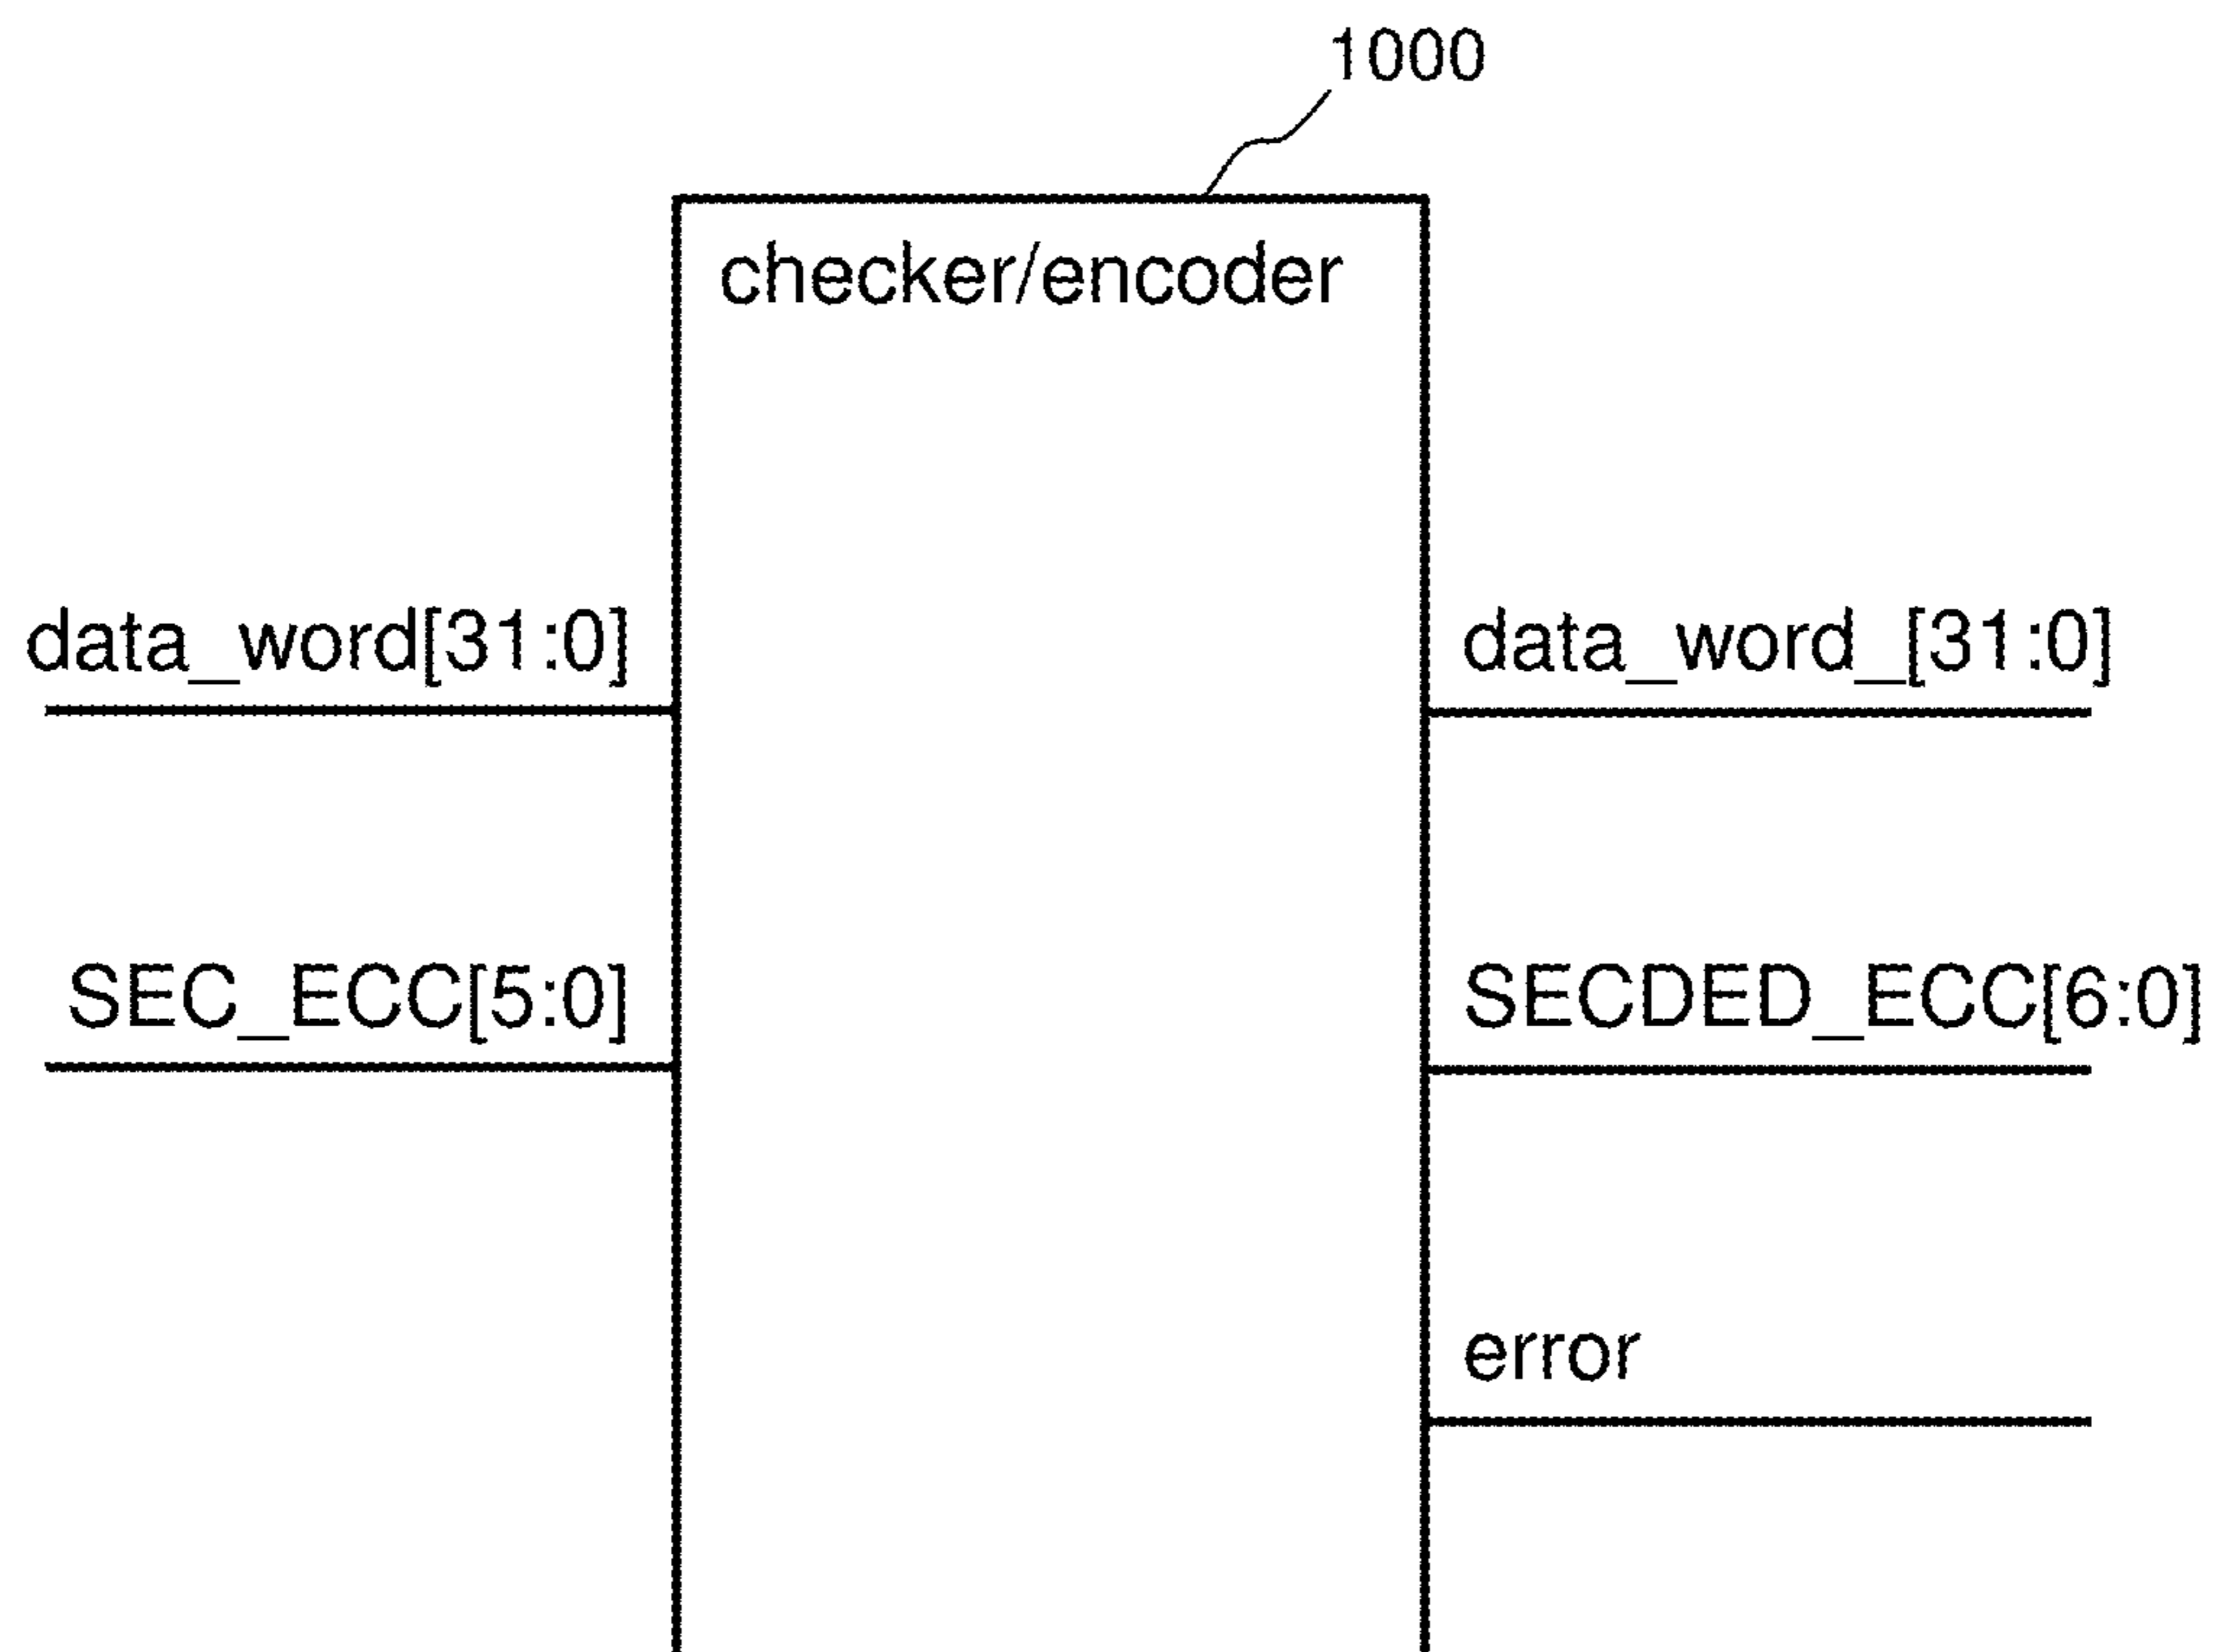 1000
checker/encoder
data_word[31:0]
data_word_[31:0]
SEC_ECC[5:0]
SECDED_ECC[6:0]
error